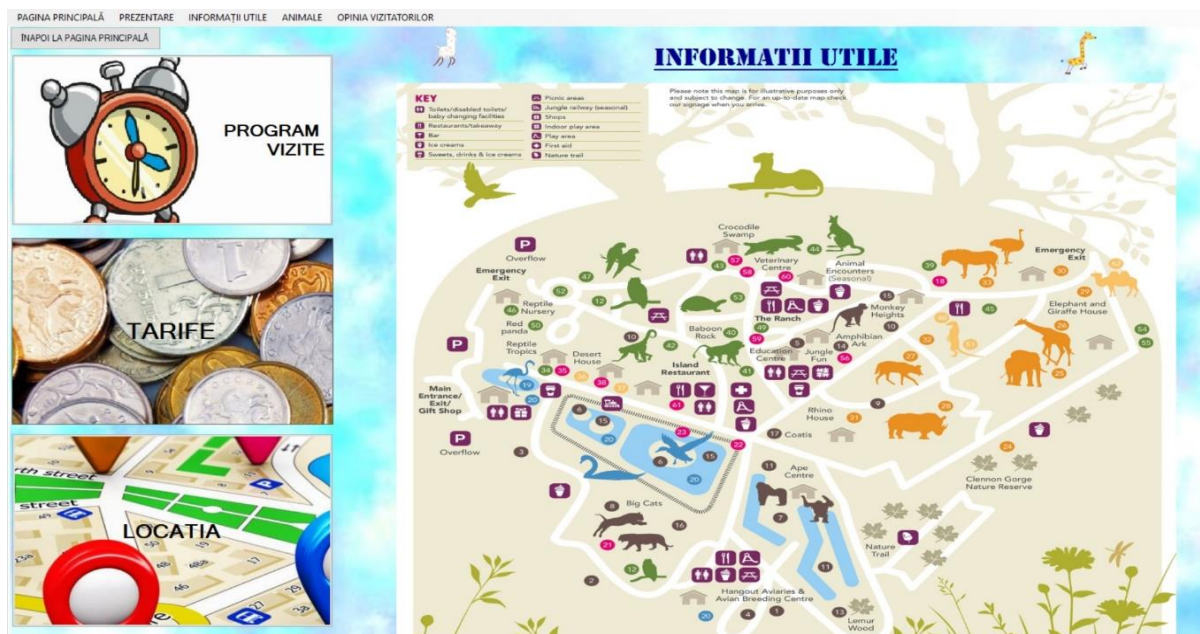 PAGINA PRINCIPALĂ PREZENTARE INFORMAȚII UTILE ANIMALE OPINIA VIZITATORILOR
ÎNAPOI LA PAGINA PRINCIPALĂ
INFORMATII UTILE
PROGRAM
VIZITE
TARIFE
LOCATIA
rth street
street
KEY
Toilets/disabled toilets/
baby changing facilities
Restaurants/takeaway
Bar
Ice creams
Sweets, drinks & ice creams
Picnic areas
Jungle railway (seasonal)
Shops
Indoor play area
Play area
First aid
Nature trail
Please note this map is for illustrative purposes only
and subject to change. For an up-to-date map check
our signage when you arrive.
P
Overflow
Emergency
Exit
Crocodile
Swamp
Veterinary
Centre
Animal
Encounters
(Seasonal)
Emergency
Exit
Reptile
Nursery
Red
panda
Reptile
Tropics
Desert
House
Baboon
Rock
The Ranch
Monkey
Heights
Amphibian
Ark
Education
Centre
Jungle
Fun
Elephant and
Giraffe House
Island
Restaurant
P
Main
Entrance/
Exit/
Gift Shop
P
Overflow
Rhino
House
Coatis
Ape
Centre
Clennon Gorge
Nature Reserve
Big Cats
Nature
Trail
Hangout Aviaries &
Avian Breeding Centre
Lemur
Wood